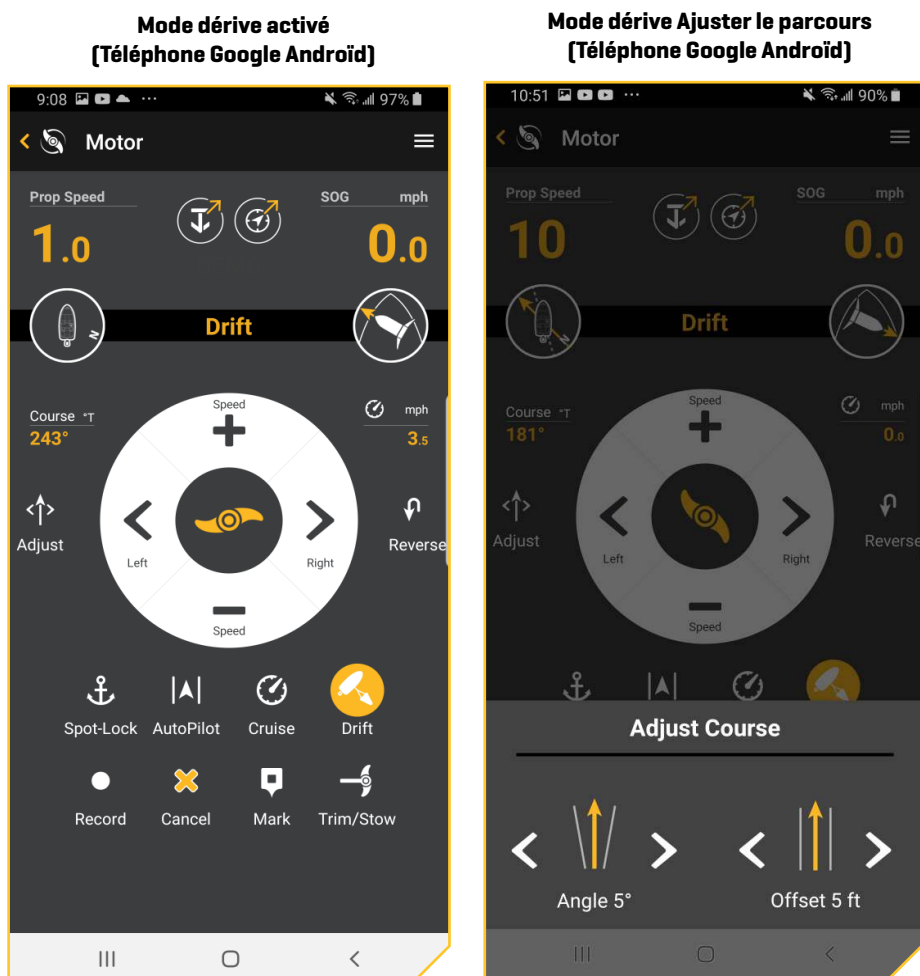 Mode dérive activé
(Téléphone Google Androïd)
9:08 97%
Motor
Prop Speed SOG mph
1.0 0.0
N
Drift
Course °T mph
243° 3.5
Speed
Adjust Left Right Reverse
Speed
Spot-Lock AutoPilot Cruise Drift
Record Cancel Mark Trim/Stow
Mode dérive Ajuster le parcours
(Téléphone Google Androïd)
10:51 90%
Motor
Prop Speed SOG mph
10 0.0
N
Drift
Course °T mph
181° 0.0
Speed
Adjust Left Right Reverse
Speed
Adjust Course
Angle 5° Offset 5 ft